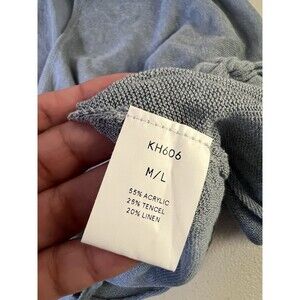 KH606
M/L
55% ACRYLIC
25% TENCEL
20% LINEN